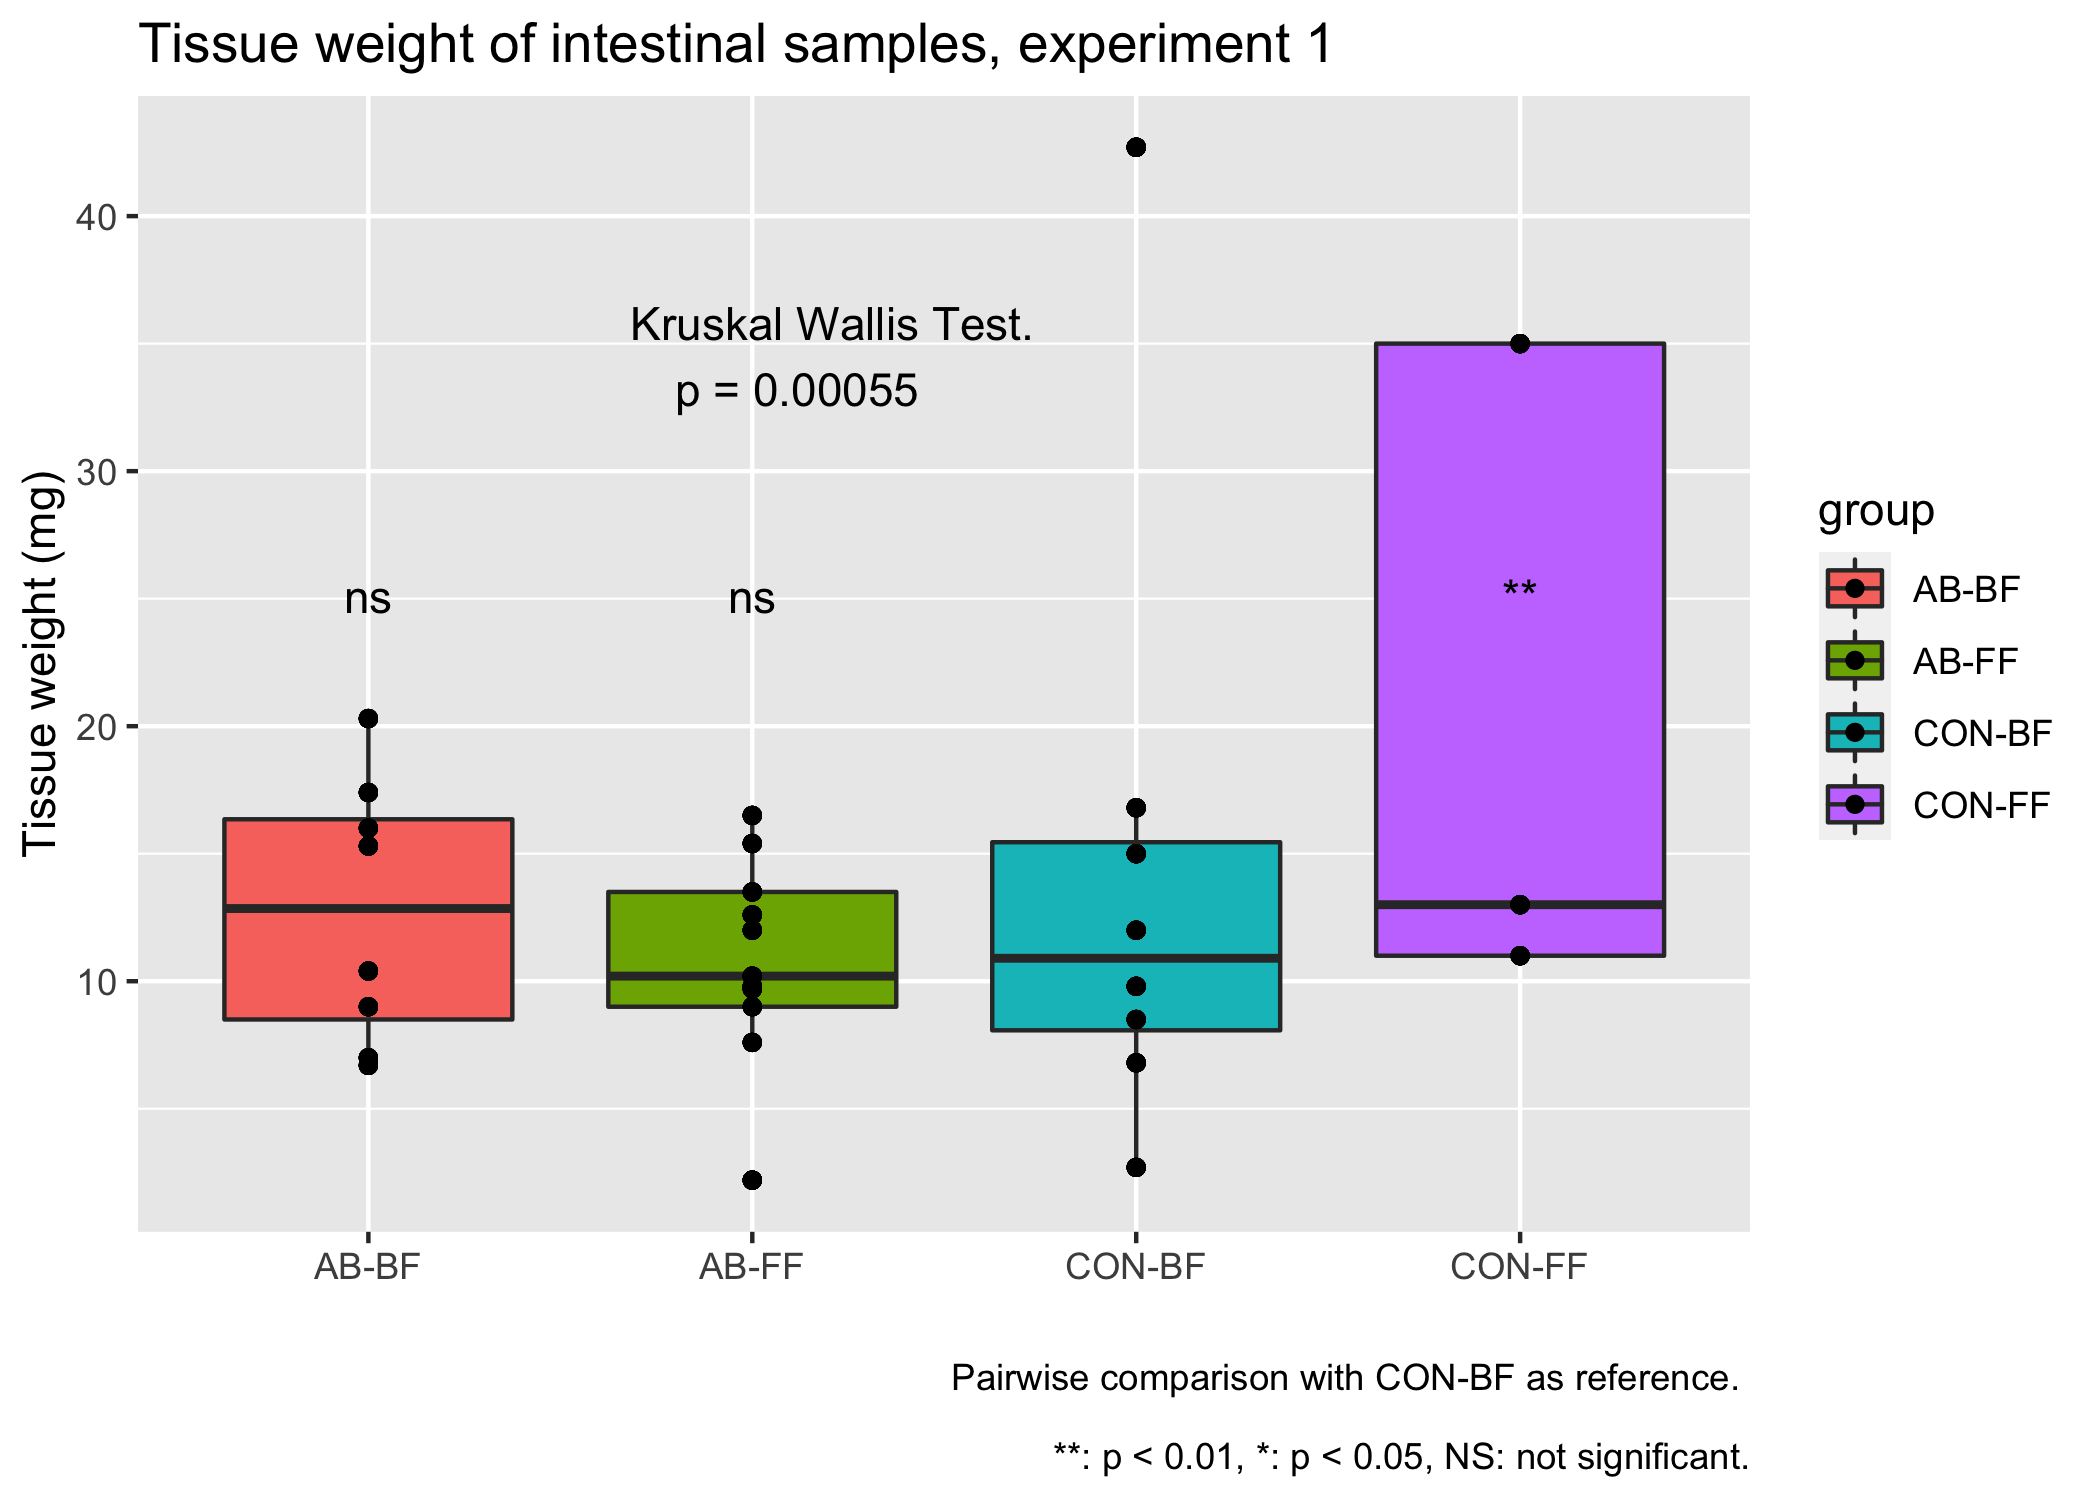 Tissue weight of intestinal samples, experiment 1
Tissue weight (mg)
40
30
20
10
Kruskal Wallis Test.
p = 0.00055
ns
ns
**
AB-BF
AB-FF
CON-BF
CON-FF
group
AB-BF
AB-FF
CON-BF
CON-FF
Pairwise comparison with CON-BF as reference.
**: p < 0.01, *: p < 0.05, NS: not significant.